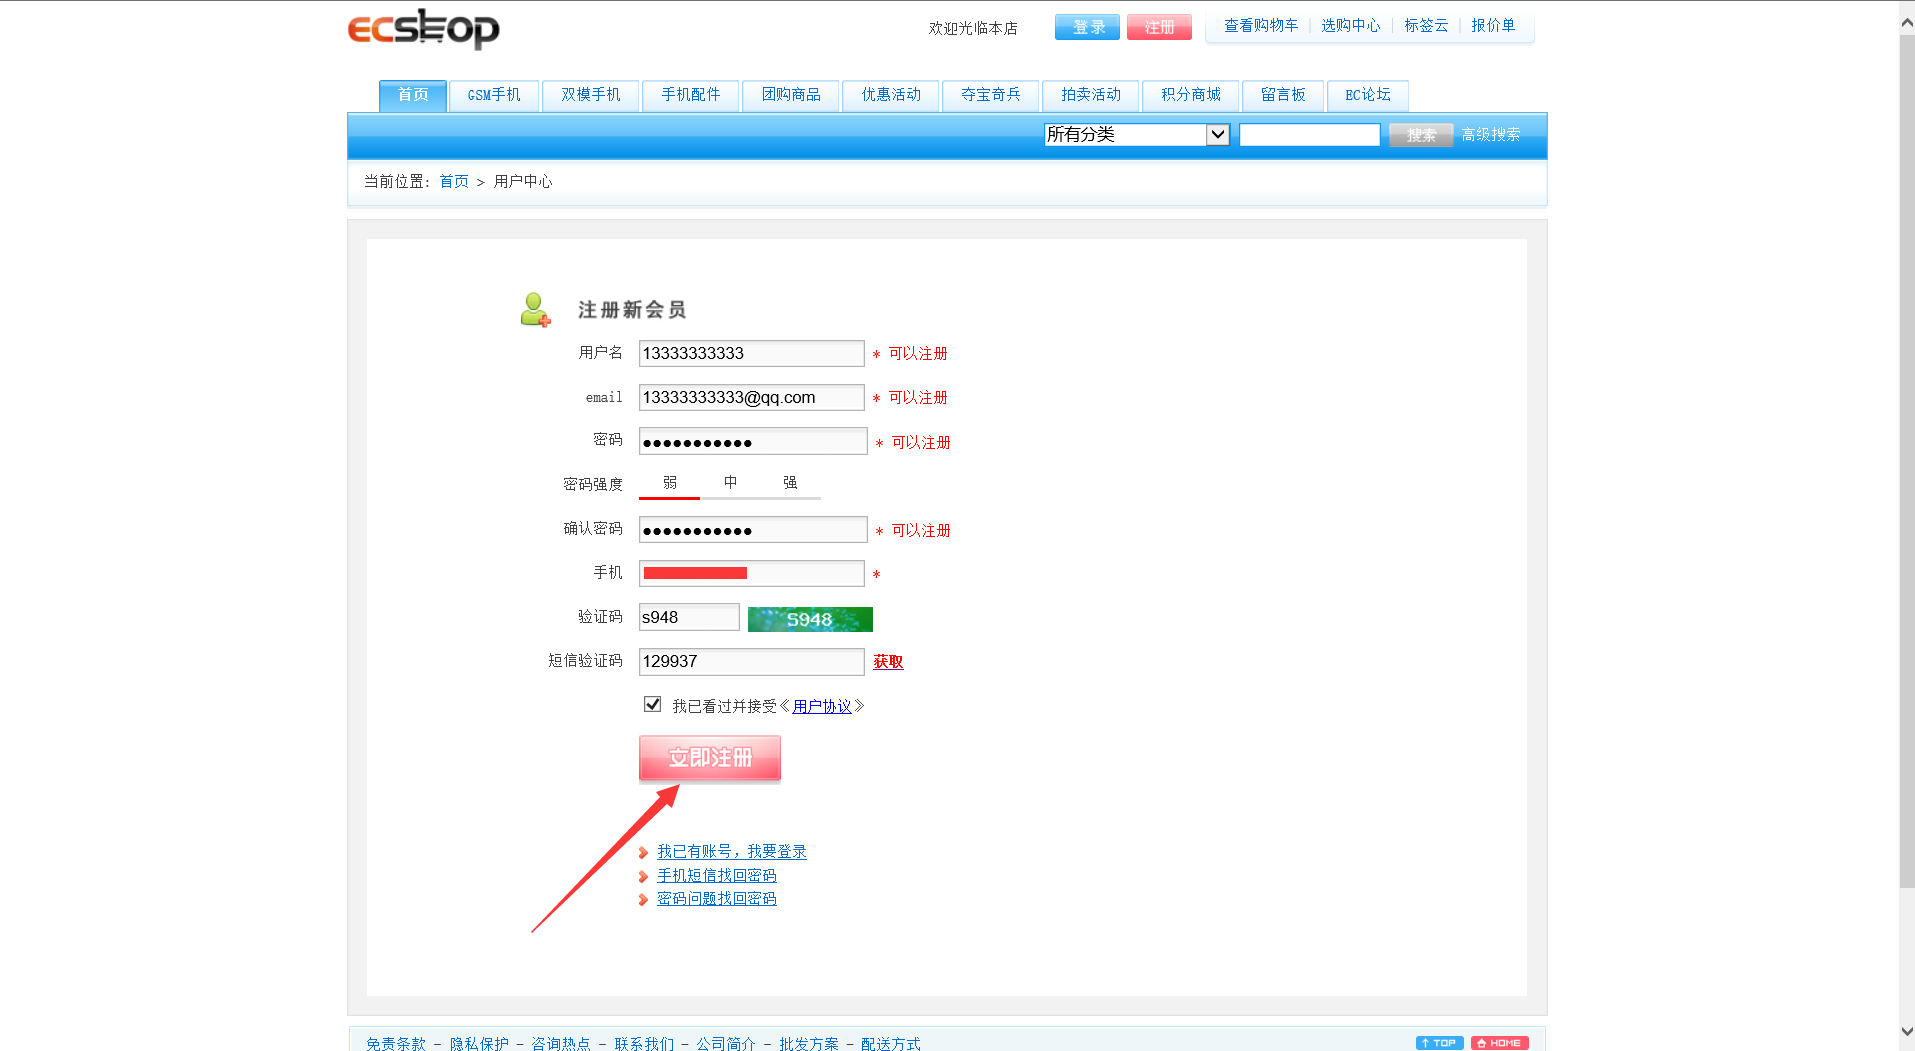 ECShop 欢迎光临本店 登录 注册 查看购物车 | 选购中心 | 标签云 | 报价单
首页 GSM手机 双模手机 手机配件 团购商品 优惠活动 夺宝奇兵 拍卖活动 积分商城 留言板 EC论坛
所有分类 搜索 高级搜索
当前位置: 首页 > 用户中心
注册新会员
用户名 13333333333 * 可以注册
email 13333333333@qq.com * 可以注册
密码 ●●●●●●●●●●● * 可以注册
密码强度 弱 中 强
确认密码 ●●●●●●●●●●● * 可以注册
手机 *
验证码 s948 S948
短信验证码 129937 获取
我已看过并接受《用户协议》
立即注册
我已有账号，我要登录
手机短信找回密码
密码问题找回密码
免责条款 - 隐私保护 - 咨询热点 - 联系我们 - 公司简介 - 批发方案 - 配送方式 TOP HOME